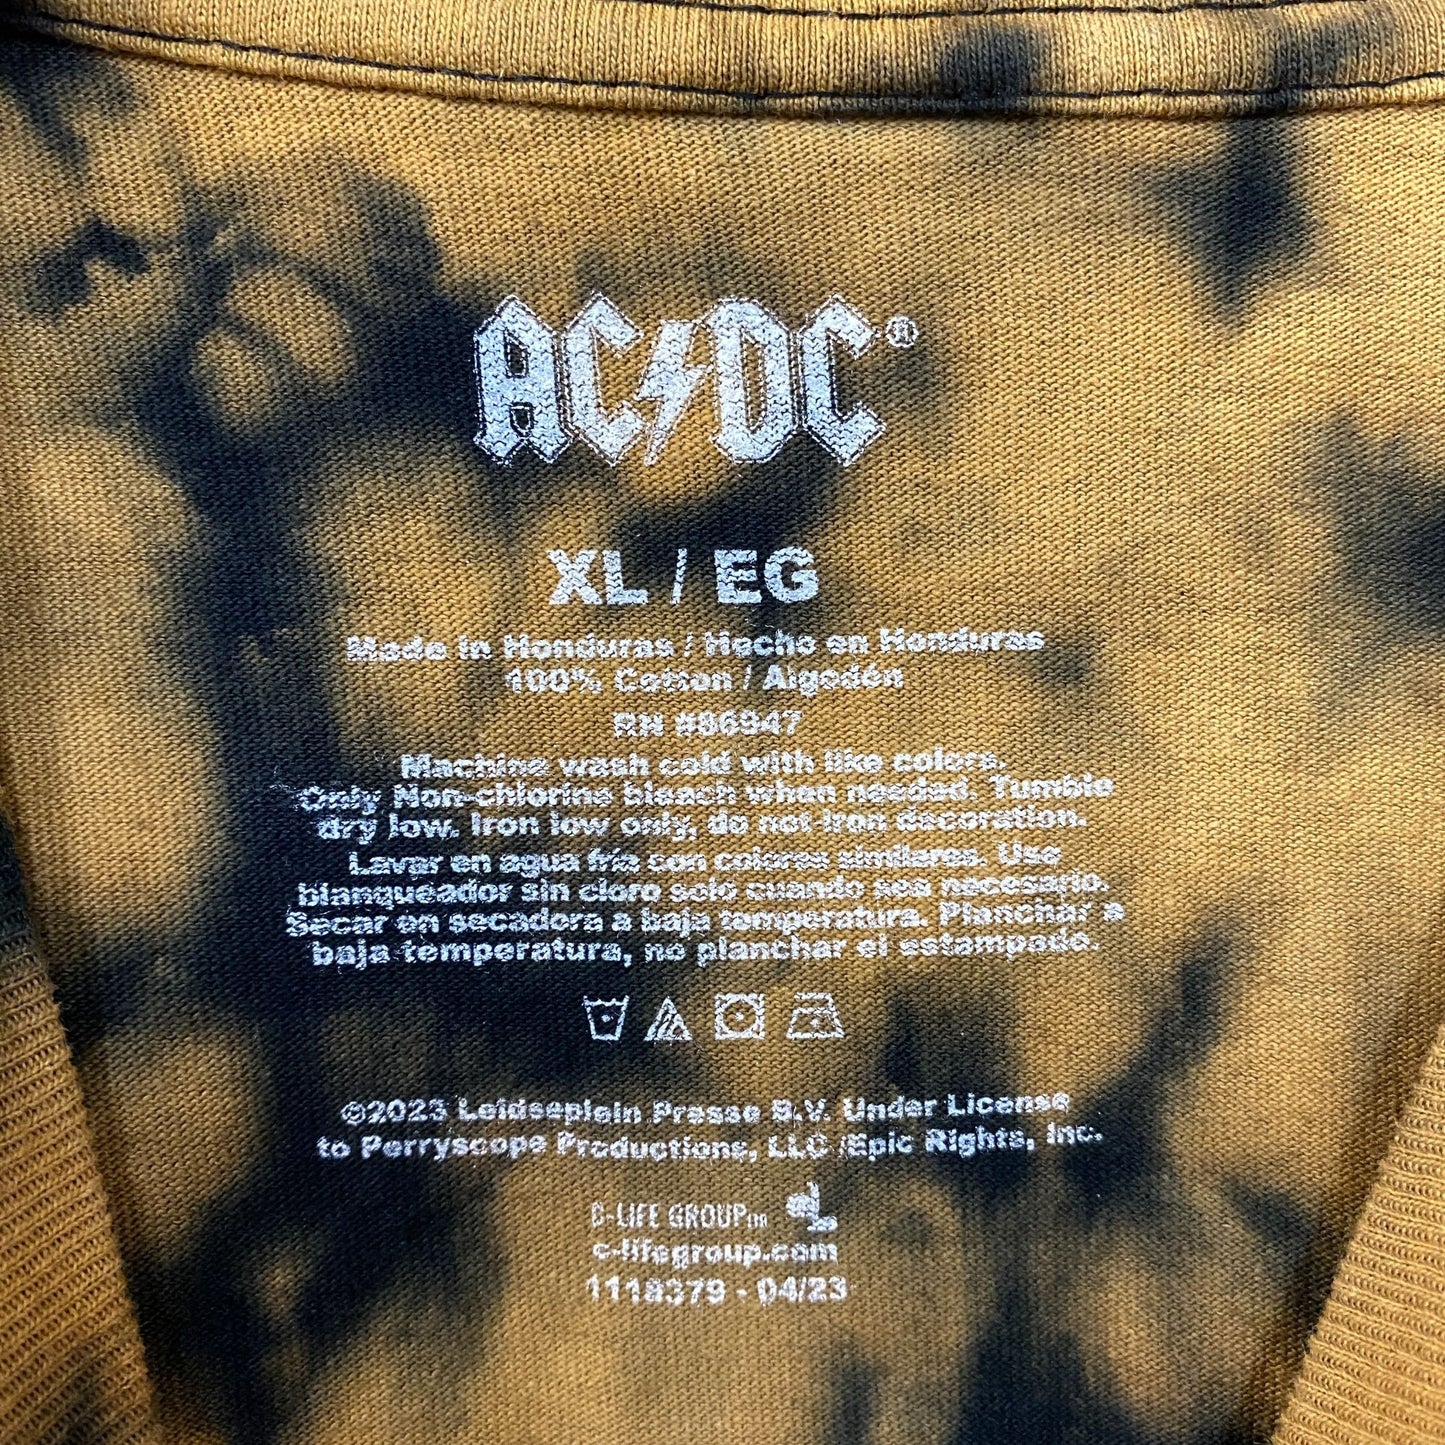 AC/DC®
XL / EG
Made in Honduras / Hecho en Honduras
100% Cotton / Algodón
RN #86947
Machine wash cold with like colors.
Only Non-chlorine bleach when needed. Tumble
dry low. Iron low only, do not iron decoration.
Lavar en agua fría con colores similares. Use
blanqueador sin cloro solo cuando sea necesario.
Secar en secadora a baja temperatura. Planchar a
baja temperatura, no planchar el estampado.
©2023 Leidseplein Presse B.V. Under License
to Perryscope Productions, LLC /Epic Rights, Inc.
C-LIFE GROUP™
c-lifegroup.com
1118379 - 04/23